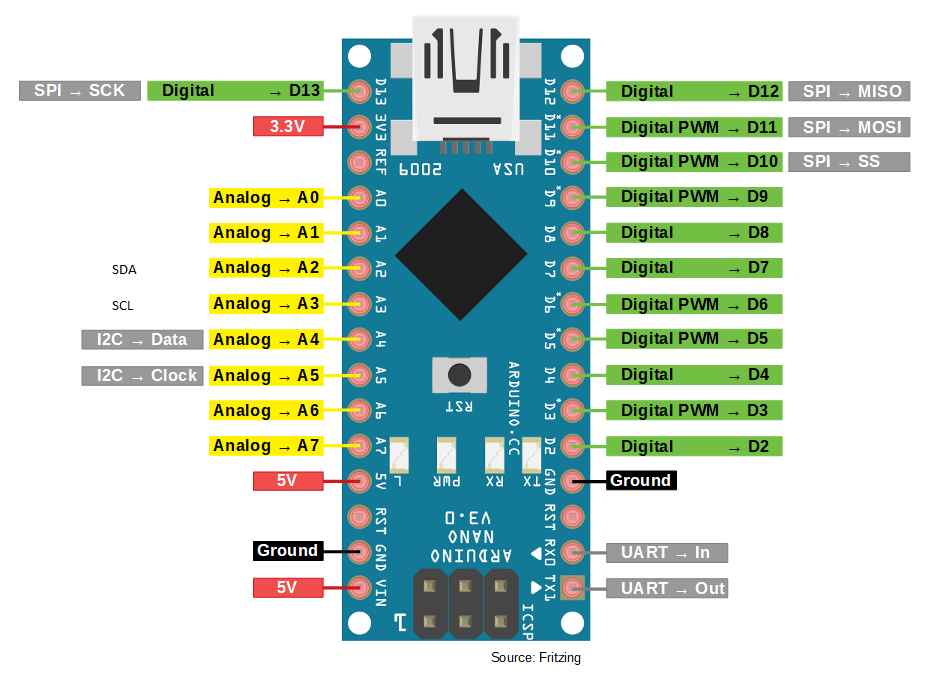 SPI → SCK
Digital → D13
D13
D12
Digital → D12
SPI → MISO
3.3V
3V3
D11*
Digital PWM → D11
SPI → MOSI
REF
2009
USA
D10*
Digital PWM → D10
SPI → SS
Analog → A0
A0
D9*
Digital PWM → D9
Analog → A1
A1
D8
Digital → D8
SDA
Analog → A2
A2
D7
Digital → D7
SCL
Analog → A3
A3
D6*
Digital PWM → D6
I2C → Data
Analog → A4
A4
D5*
Digital PWM → D5
I2C → Clock
Analog → A5
A5
RST
ARDUINO.CC
D4
Digital → D4
Analog → A6
A6
D3*
Digital PWM → D3
Analog → A7
A7
D2
Digital → D2
5V
5V
L
PWR
RX
TX
GND
Ground
RST
V3.0
NANO
ARDUINO
RST
Ground
GND
RX0
UART → In
5V
VIN
TX1
UART → Out
1
ICSP
Source: Fritzing